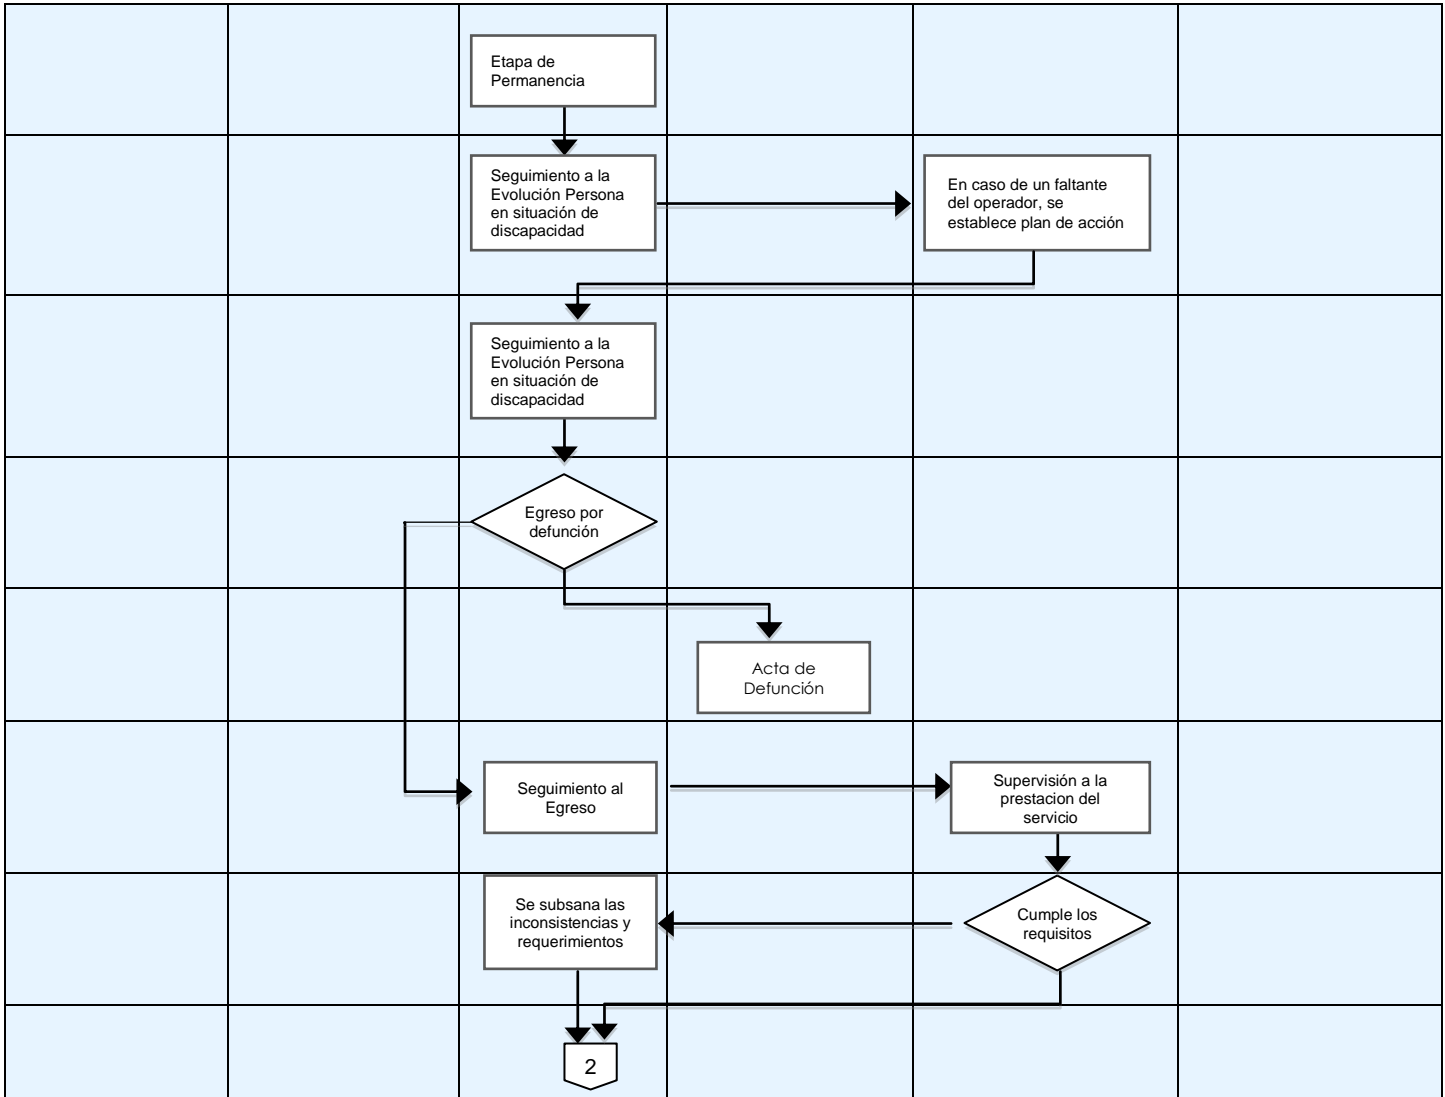 Etapa de
Permanencia
Seguimiento a la
Evolución Persona
en situación de
discapacidad
En caso de un faltante
del operador, se
establece plan de acción
Seguimiento a la
Evolución Persona
en situación de
discapacidad
Egreso por
defunción
Acta de
Defunción
Seguimiento al
Egreso
Supervisión a la
prestacion del
servicio
Se subsana las
inconsistencias y
requerimientos
Cumple los
requisitos
2